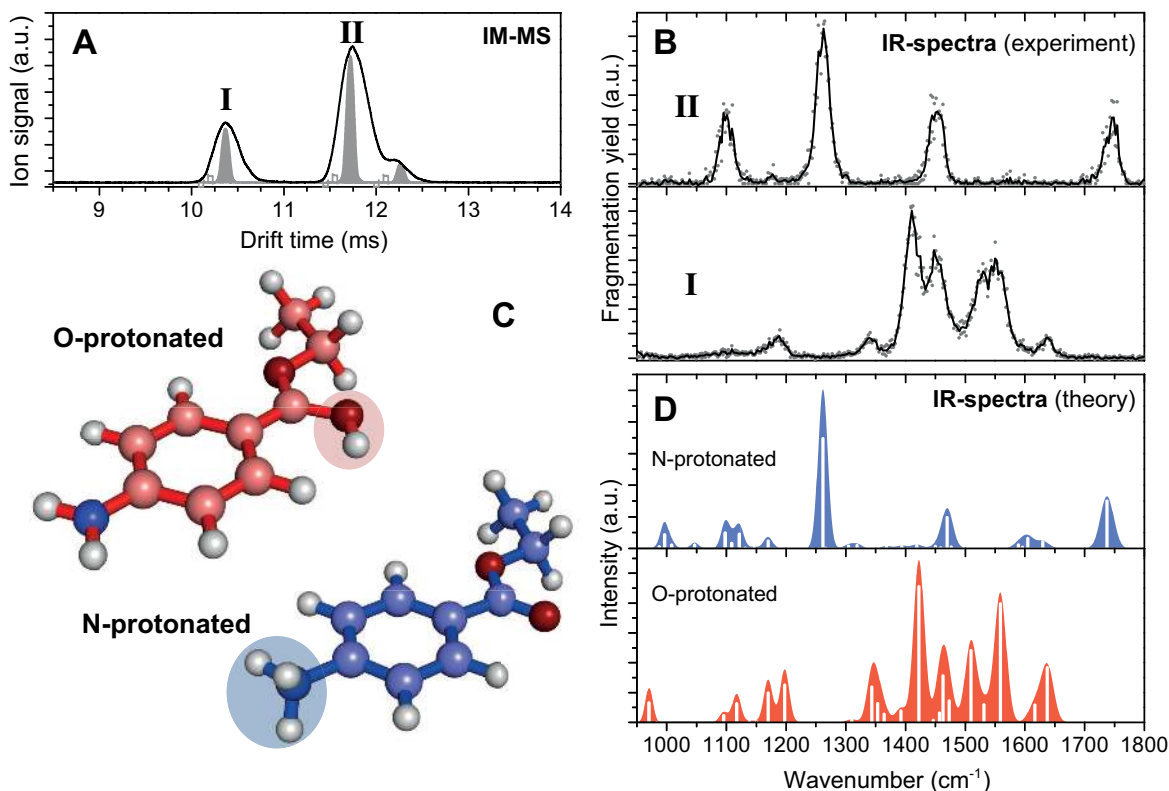 A
IM-MS
I
II
Ion signal (a.u.)
9 10 11 12 13 14
Drift time (ms)
B
IR-spectra (experiment)
II
I
Fragmentation yield (a.u.)
C
O-protonated
N-protonated
D
IR-spectra (theory)
N-protonated
O-protonated
Intensity (a.u.)
1000 1100 1200 1300 1400 1500 1600 1700 1800
Wavenumber (cm⁻¹)